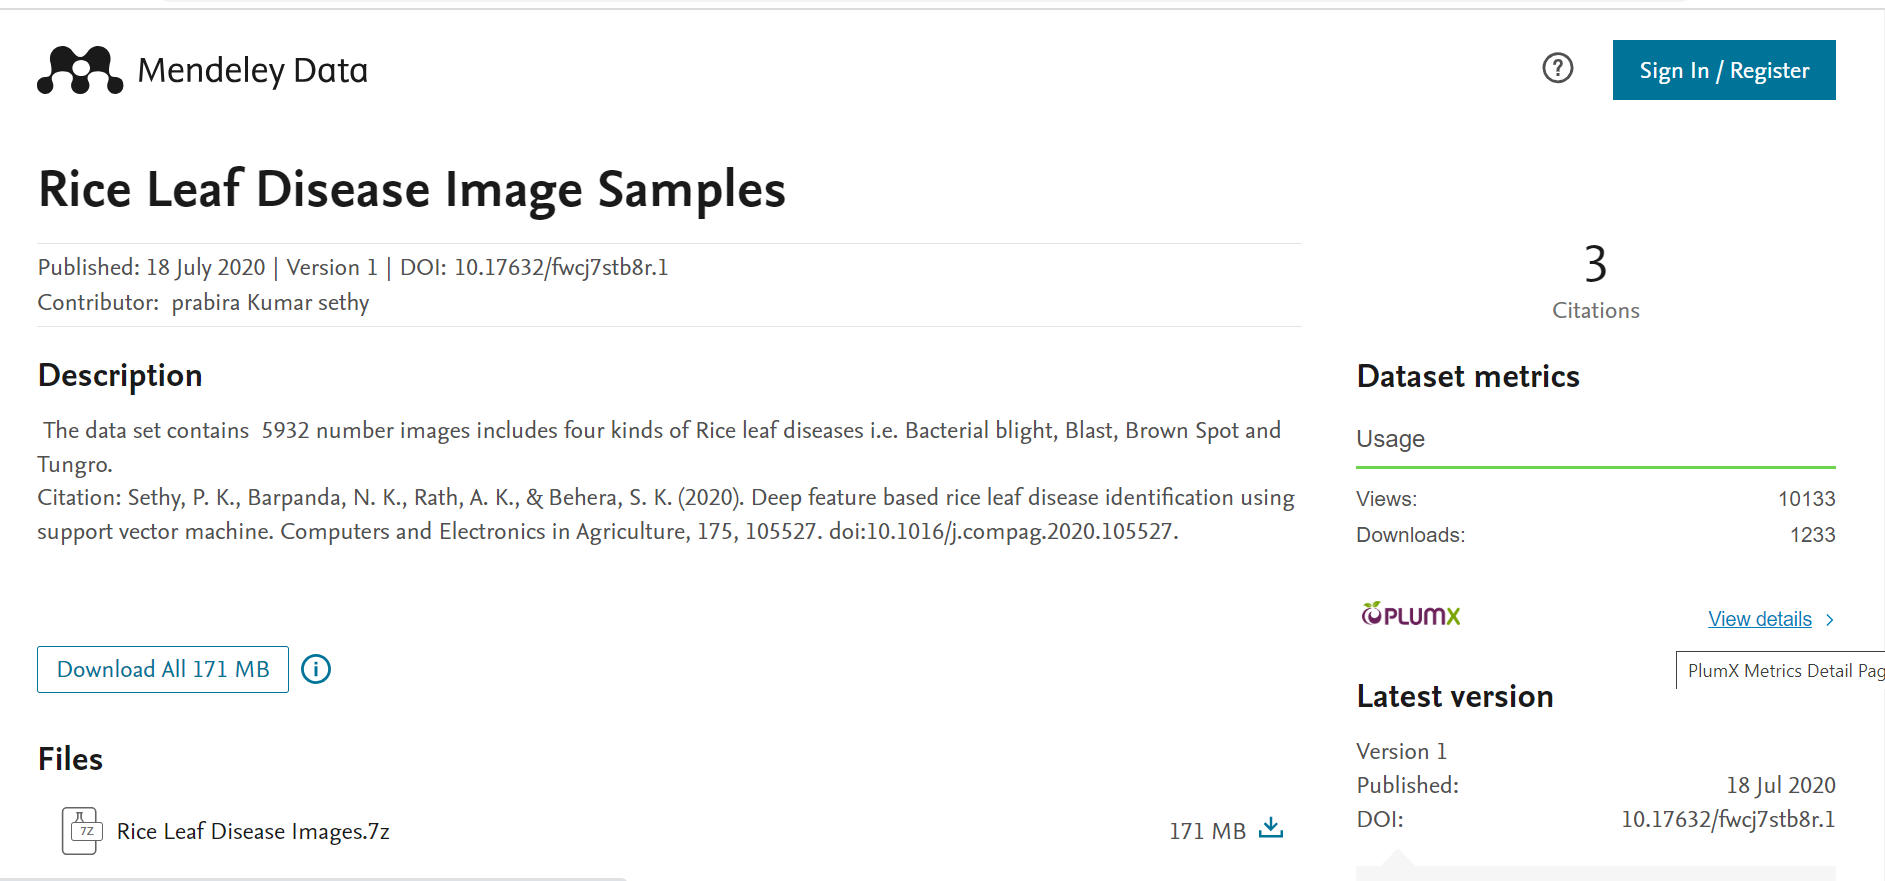 Mendeley Data
?
Sign In / Register
Rice Leaf Disease Image Samples
Published: 18 July 2020 | Version 1 | DOI: 10.17632/fwcj7stb8r.1
Contributor: prabira Kumar sethy
3
Citations
Description
The data set contains 5932 number images includes four kinds of Rice leaf diseases i.e. Bacterial blight, Blast, Brown Spot and
Tungro.
Citation: Sethy, P. K., Barpanda, N. K., Rath, A. K., & Behera, S. K. (2020). Deep feature based rice leaf disease identification using
support vector machine. Computers and Electronics in Agriculture, 175, 105527. doi:10.1016/j.compag.2020.105527.
Download All 171 MB
i
Files
7Z
Rice Leaf Disease Images.7z
171 MB
Dataset metrics
Usage
Views: 10133
Downloads: 1233
PLUMX
View details
PlumX Metrics Detail Pag
Latest version
Version 1
Published: 18 Jul 2020
DOI: 10.17632/fwcj7stb8r.1